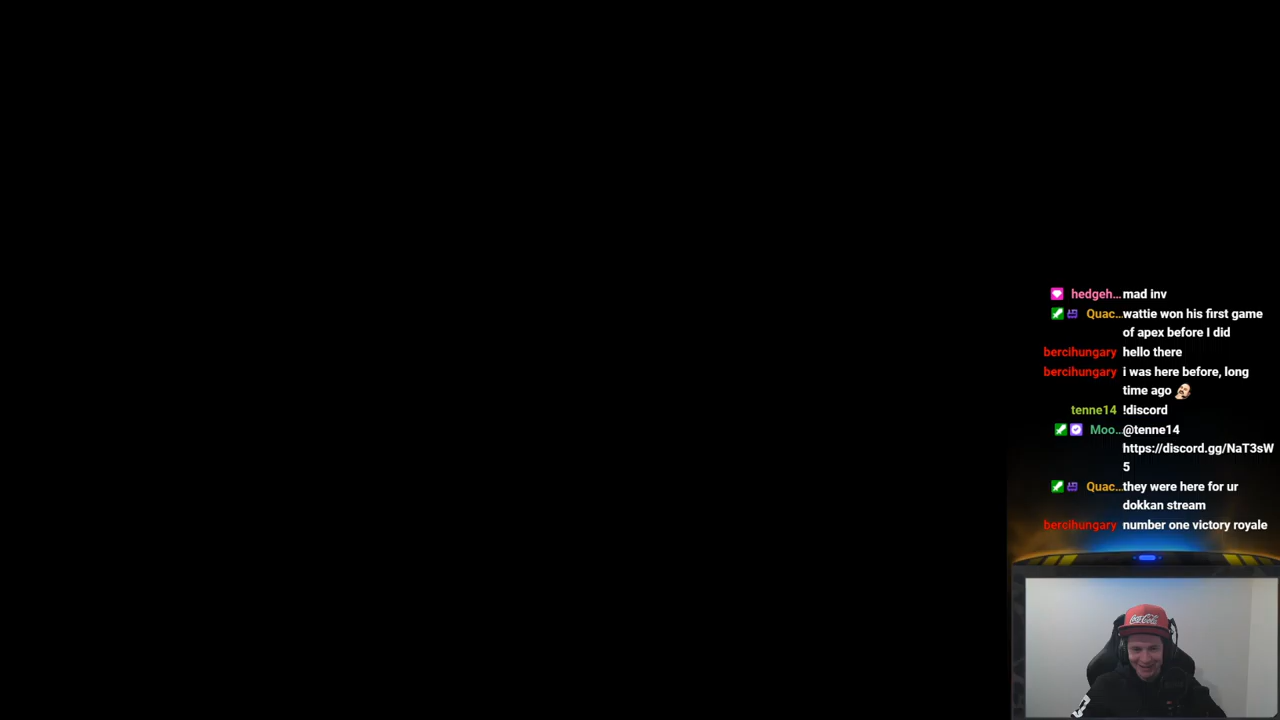 hedgeh... mad inv
Quac... wattie won his first game
of apex before I did
bercihungary hello there
bercihungary i was here before, long
time ago
tenne14 !discord
Moo... @tenne14
https://discord.gg/NaT3sW
5
Quac... they were here for ur
dokkan stream
bercihungary number one victory royale
Coca-Cola